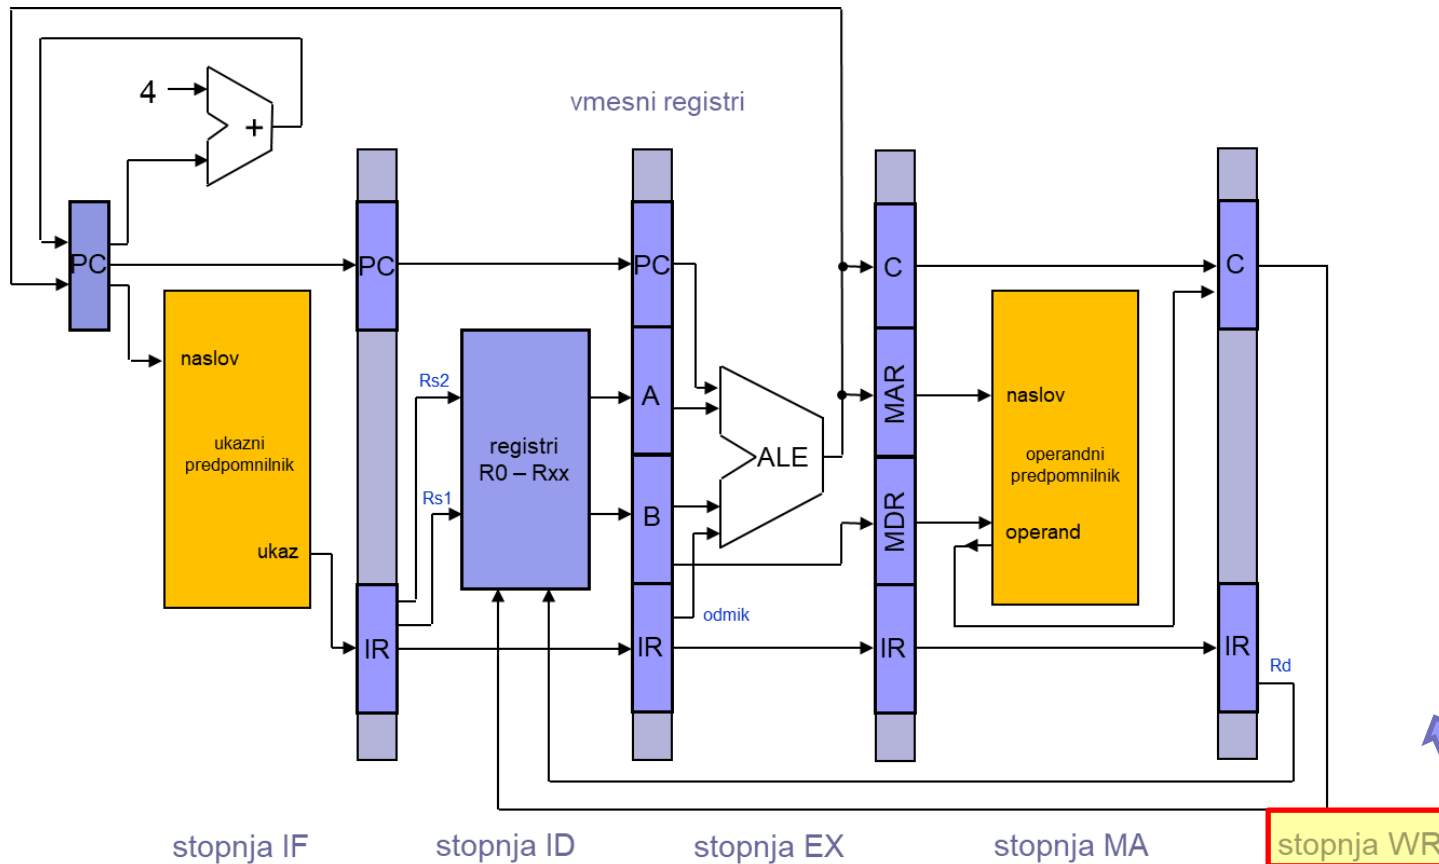 4
+
vmesni registri
PC
PC
PC
C
C
naslov
ukazni
predpomnilnik
ukaz
Rs2
Rs1
registri
R0 – Rxx
A
B
ALE
odmik
MAR
MDR
naslov
operandni
predpomnilnik
operand
IR
IR
IR
IR
Rd
stopnja IF
stopnja ID
stopnja EX
stopnja MA
stopnja WR